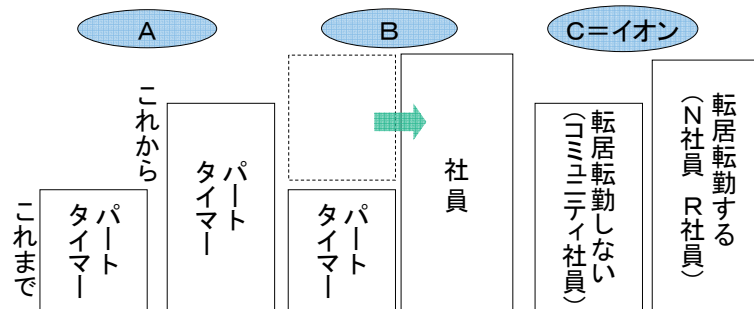 A
B
C=イオン
これまで
パート
タイマー
これから
パート
タイマー
パート
タイマー
社員
転居転勤しない
(コミュニティ社員)
転居転勤する
(N社員 R社員)